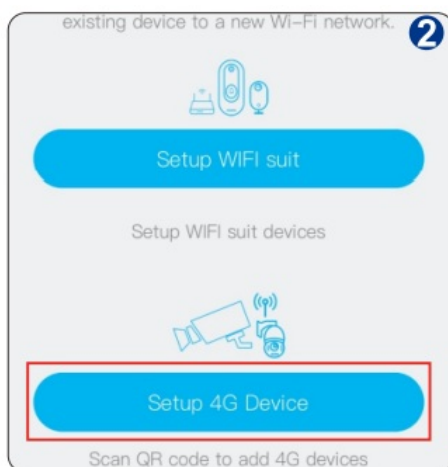 existing device to a new Wi-Fi network.
2
Setup WIFI suit
Setup WIFI suit devices
Setup 4G Device
Scan QR code to add 4G devices